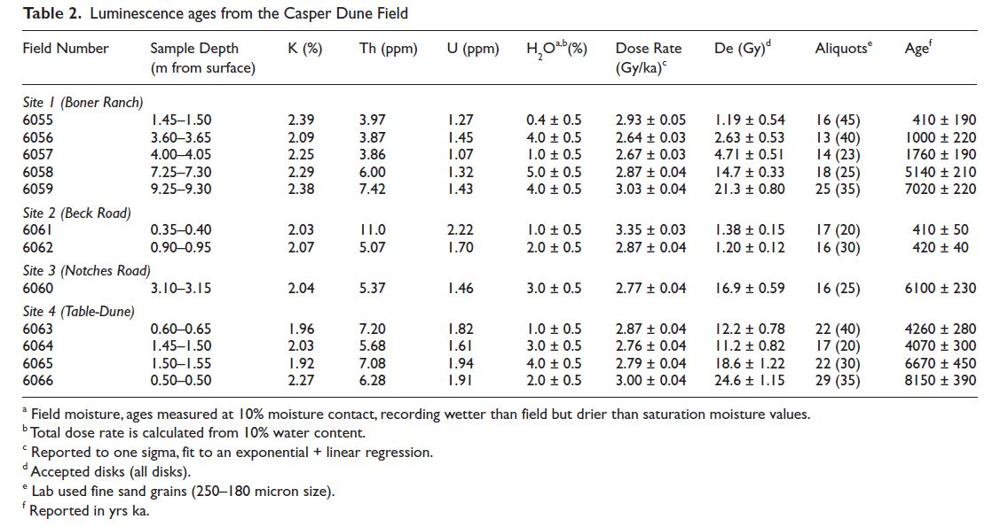 Table 2. Luminescence ages from the Casper Dune Field
Field Number Sample Depth (m from surface) K (%) Th (ppm) U (ppm) H2Oa,b(%) Dose Rate (Gy/ka)c De (Gy)d Aliquotse Agef
Site 1 (Boner Ranch)
6055 1.45–1.50 2.39 3.97 1.27 0.4 ± 0.5 2.93 ± 0.05 1.19 ± 0.54 16 (45) 410 ± 190
6056 3.60–3.65 2.09 3.87 1.45 4.0 ± 0.5 2.64 ± 0.03 2.63 ± 0.53 13 (40) 1000 ± 220
6057 4.00–4.05 2.25 3.86 1.07 1.0 ± 0.5 2.67 ± 0.03 4.71 ± 0.51 14 (23) 1760 ± 190
6058 7.25–7.30 2.29 6.00 1.32 5.0 ± 0.5 2.87 ± 0.04 14.7 ± 0.33 18 (25) 5140 ± 210
6059 9.25–9.30 2.38 7.42 1.43 4.0 ± 0.5 3.03 ± 0.04 21.3 ± 0.80 25 (35) 7020 ± 220
Site 2 (Beck Road)
6061 0.35–0.40 2.03 11.0 2.22 1.0 ± 0.5 3.35 ± 0.03 1.38 ± 0.15 17 (20) 410 ± 50
6062 0.90–0.95 2.07 5.07 1.70 2.0 ± 0.5 2.87 ± 0.04 1.20 ± 0.12 16 (30) 420 ± 40
Site 3 (Notches Road)
6060 3.10–3.15 2.04 5.37 1.46 3.0 ± 0.5 2.77 ± 0.04 16.9 ± 0.59 16 (25) 6100 ± 230
Site 4 (Table-Dune)
6063 0.60–0.65 1.96 7.20 1.82 1.0 ± 0.5 2.87 ± 0.04 12.2 ± 0.78 22 (40) 4260 ± 280
6064 1.45–1.50 2.03 5.68 1.61 3.0 ± 0.5 2.76 ± 0.04 11.2 ± 0.82 17 (20) 4070 ± 300
6065 1.50–1.55 1.92 7.08 1.94 4.0 ± 0.5 2.79 ± 0.04 18.6 ± 1.22 22 (30) 6670 ± 450
6066 0.50–0.50 2.27 6.28 1.91 2.0 ± 0.5 3.00 ± 0.04 24.6 ± 1.15 29 (35) 8150 ± 390
a Field moisture, ages measured at 10% moisture contact, recording wetter than field but drier than saturation moisture values.
b Total dose rate is calculated from 10% water content.
c Reported to one sigma, fit to an exponential + linear regression.
d Accepted disks (all disks).
e Lab used fine sand grains (250–180 micron size).
f Reported in yrs ka.